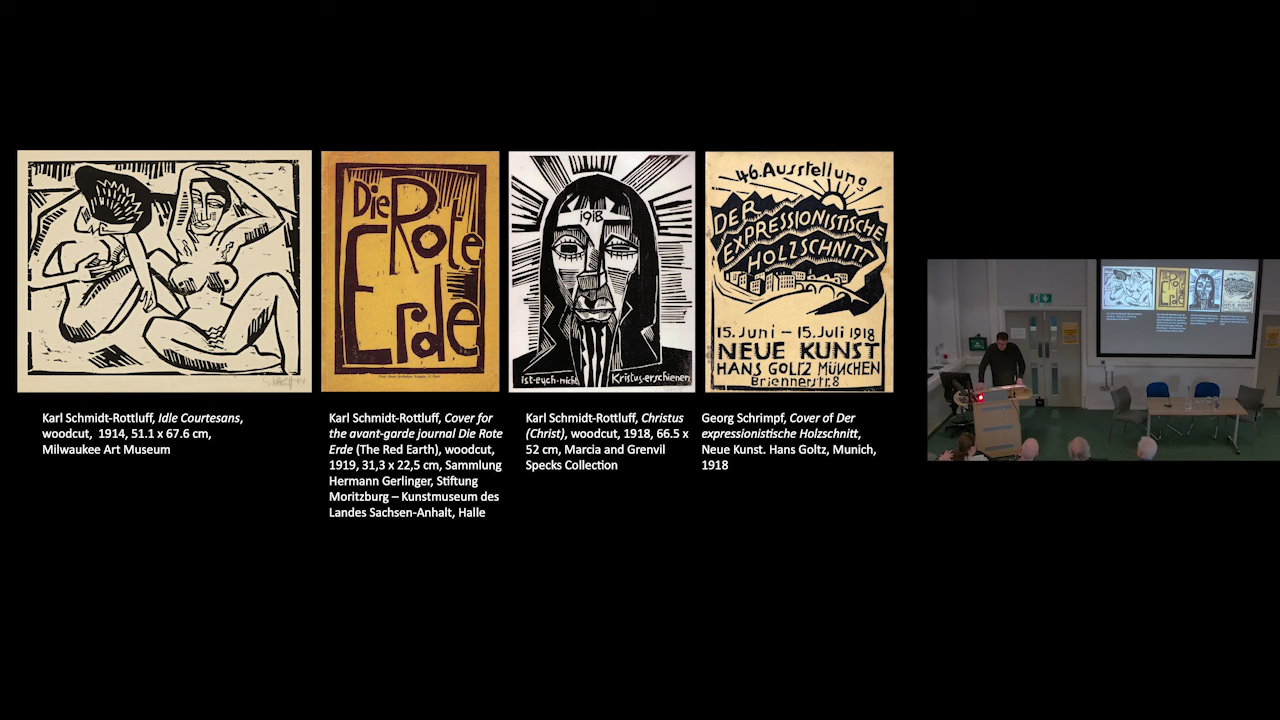 Die Rote Erde
1918
ist euch nicht Kristus erschienen
46. Ausstellung
DER EXPRESSIONISTISCHE HOLZSCHNITT
15. Juni – 15. Juli 1918
NEUE KUNST
HANS GOLTZ MÜNCHEN
Briennerstr. 8
Karl Schmidt-Rottluff, Idle Courtesans,
woodcut, 1914, 51.1 x 67.6 cm,
Milwaukee Art Museum
Karl Schmidt-Rottluff, Cover for
the avant-garde journal Die Rote
Erde (The Red Earth), woodcut,
1919, 31,3 x 22,5 cm, Sammlung
Hermann Gerlinger, Stiftung
Moritzburg – Kunstmuseum des
Landes Sachsen-Anhalt, Halle
Karl Schmidt-Rottluff, Christus
(Christ), woodcut, 1918, 66.5 x
52 cm, Marcia and Grenvil
Specks Collection
Georg Schrimpf, Cover of Der
expressionistische Holzschnitt,
Neue Kunst. Hans Goltz, Munich,
1918